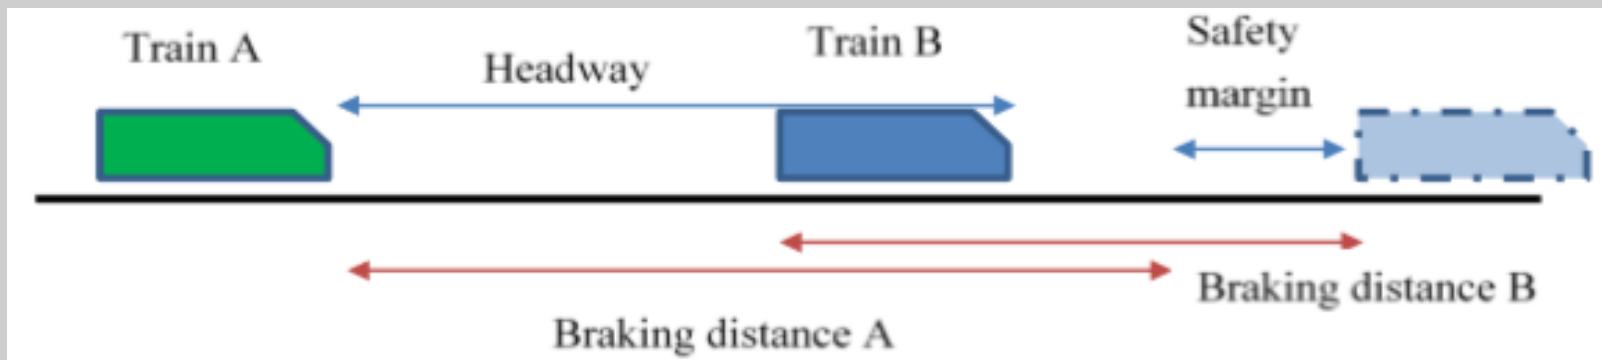 Train A
Headway
Train B
Safety
margin
Braking distance B
Braking distance A